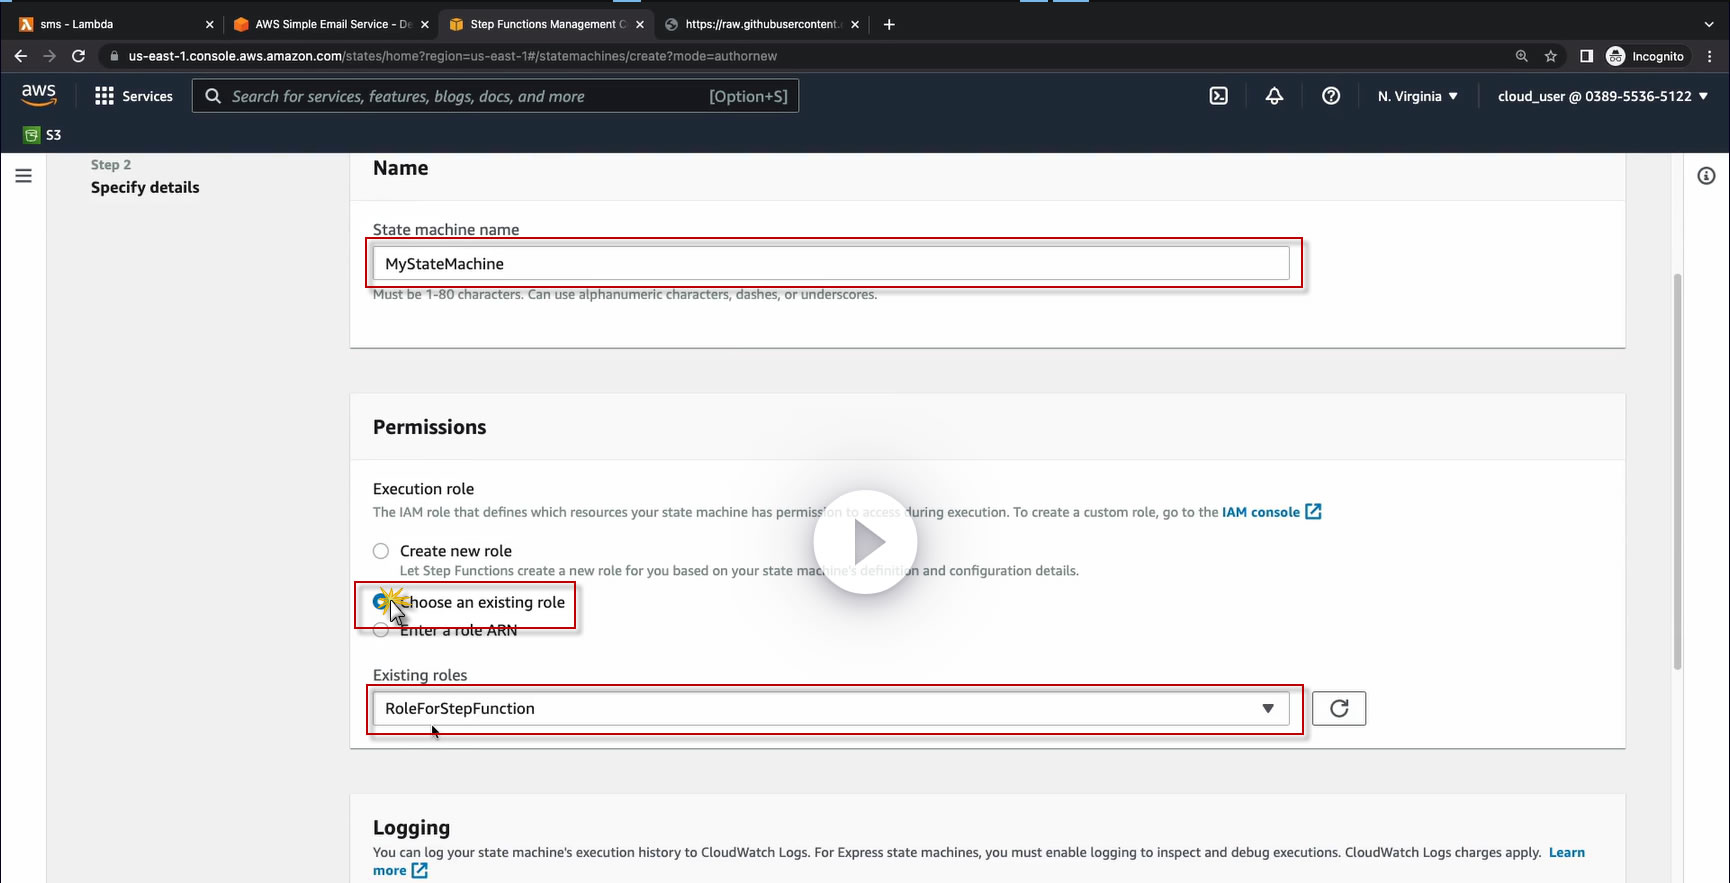 sms - Lambda
AWS Simple Email Service - De
Step Functions Management C
https://raw.githubusercontent.
us-east-1.console.aws.amazon.com/states/home?region=us-east-1#/statemachines/create?mode=authornew
Incognito
aws
Services
Search for services, features, blogs, docs, and more
[Option+S]
N. Virginia
cloud_user @ 0389-5536-5122
S3
Step 2
Specify details
Name
State machine name
MyStateMachine
Must be 1-80 characters. Can use alphanumeric characters, dashes, or underscores.
Permissions
Execution role
The IAM role that defines which resources your state machine has permission to access during execution. To create a custom role, go to the IAM console
Create new role
Let Step Functions create a new role for you based on your state machine's definition and configuration details.
Choose an existing role
Enter a role ARN
Existing roles
RoleForStepFunction
Logging
You can log your state machine's execution history to CloudWatch Logs. For Express state machines, you must enable logging to inspect and debug executions. CloudWatch Logs charges apply. Learn
more